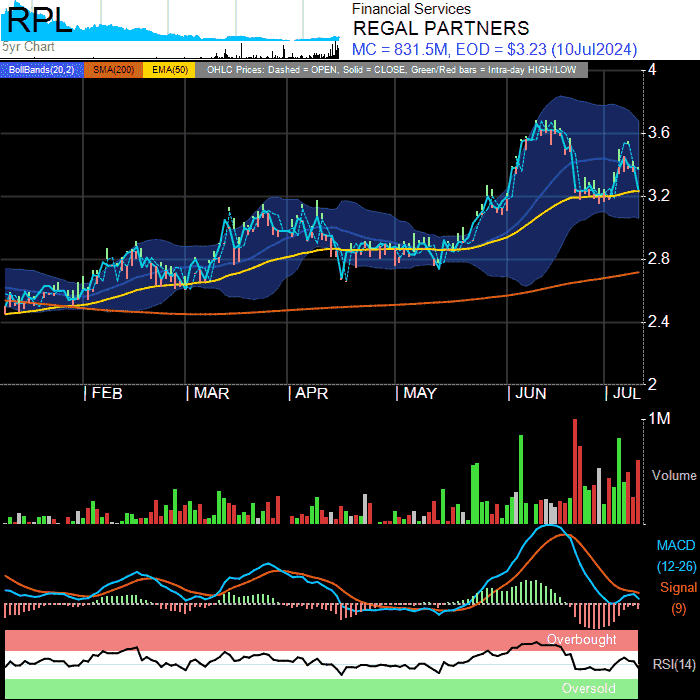 RPL
5yr Chart
Financial Services
REGAL PARTNERS
MC = 831.5M, EOD = $3.23 (10Jul2024)
BollBands(20,2) SMA(200) EMA(50) OHLC Prices: Dashed = OPEN, Solid = CLOSE, Green/Red bars = Intra-day HIGH/LOW
4
3.6
3.2
2.8
2.4
2
FEB MAR APR MAY JUN JUL
1M
Volume
MACD
(12-26)
Signal
(9)
Overbought
RSI(14)
Oversold